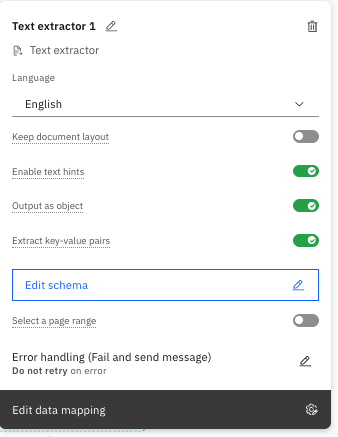 Text extractor 1
Text extractor
Language
English
Keep document layout
Enable text hints
Output as object
Extract key-value pairs
Edit schema
Select a page range
Error handling (Fail and send message)
Do not retry on error
Edit data mapping